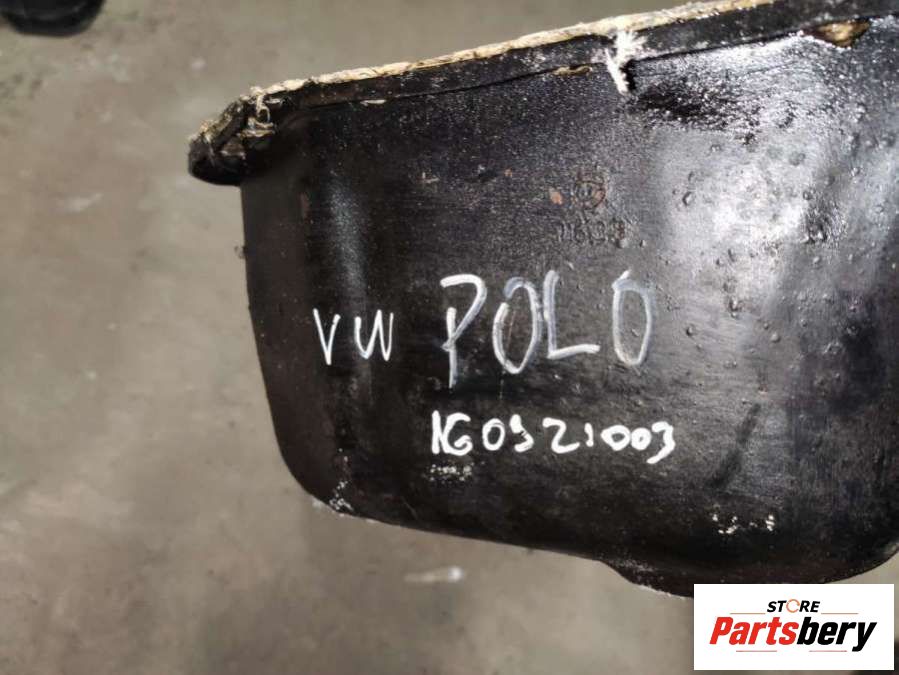 VW POLO
1G0321003
STORE
Partsbery